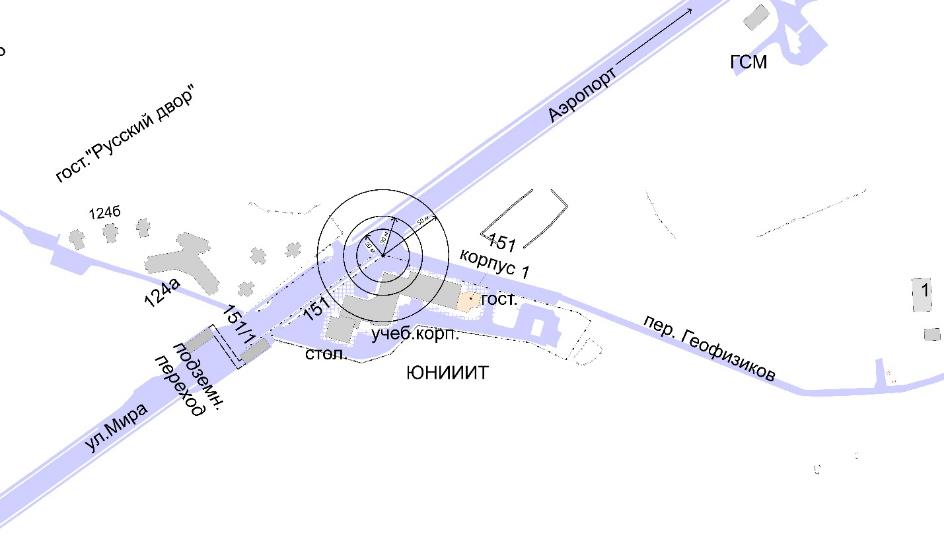 ГСМ
Аэропорт
гост."Русский двор"
124б
50 м
151
корпус 1
124а
151
гост.
1
151/1
учеб.корп.
стол.
пер. Геофизиков
подземн.
переход
ЮНИИИТ
ул.Мира